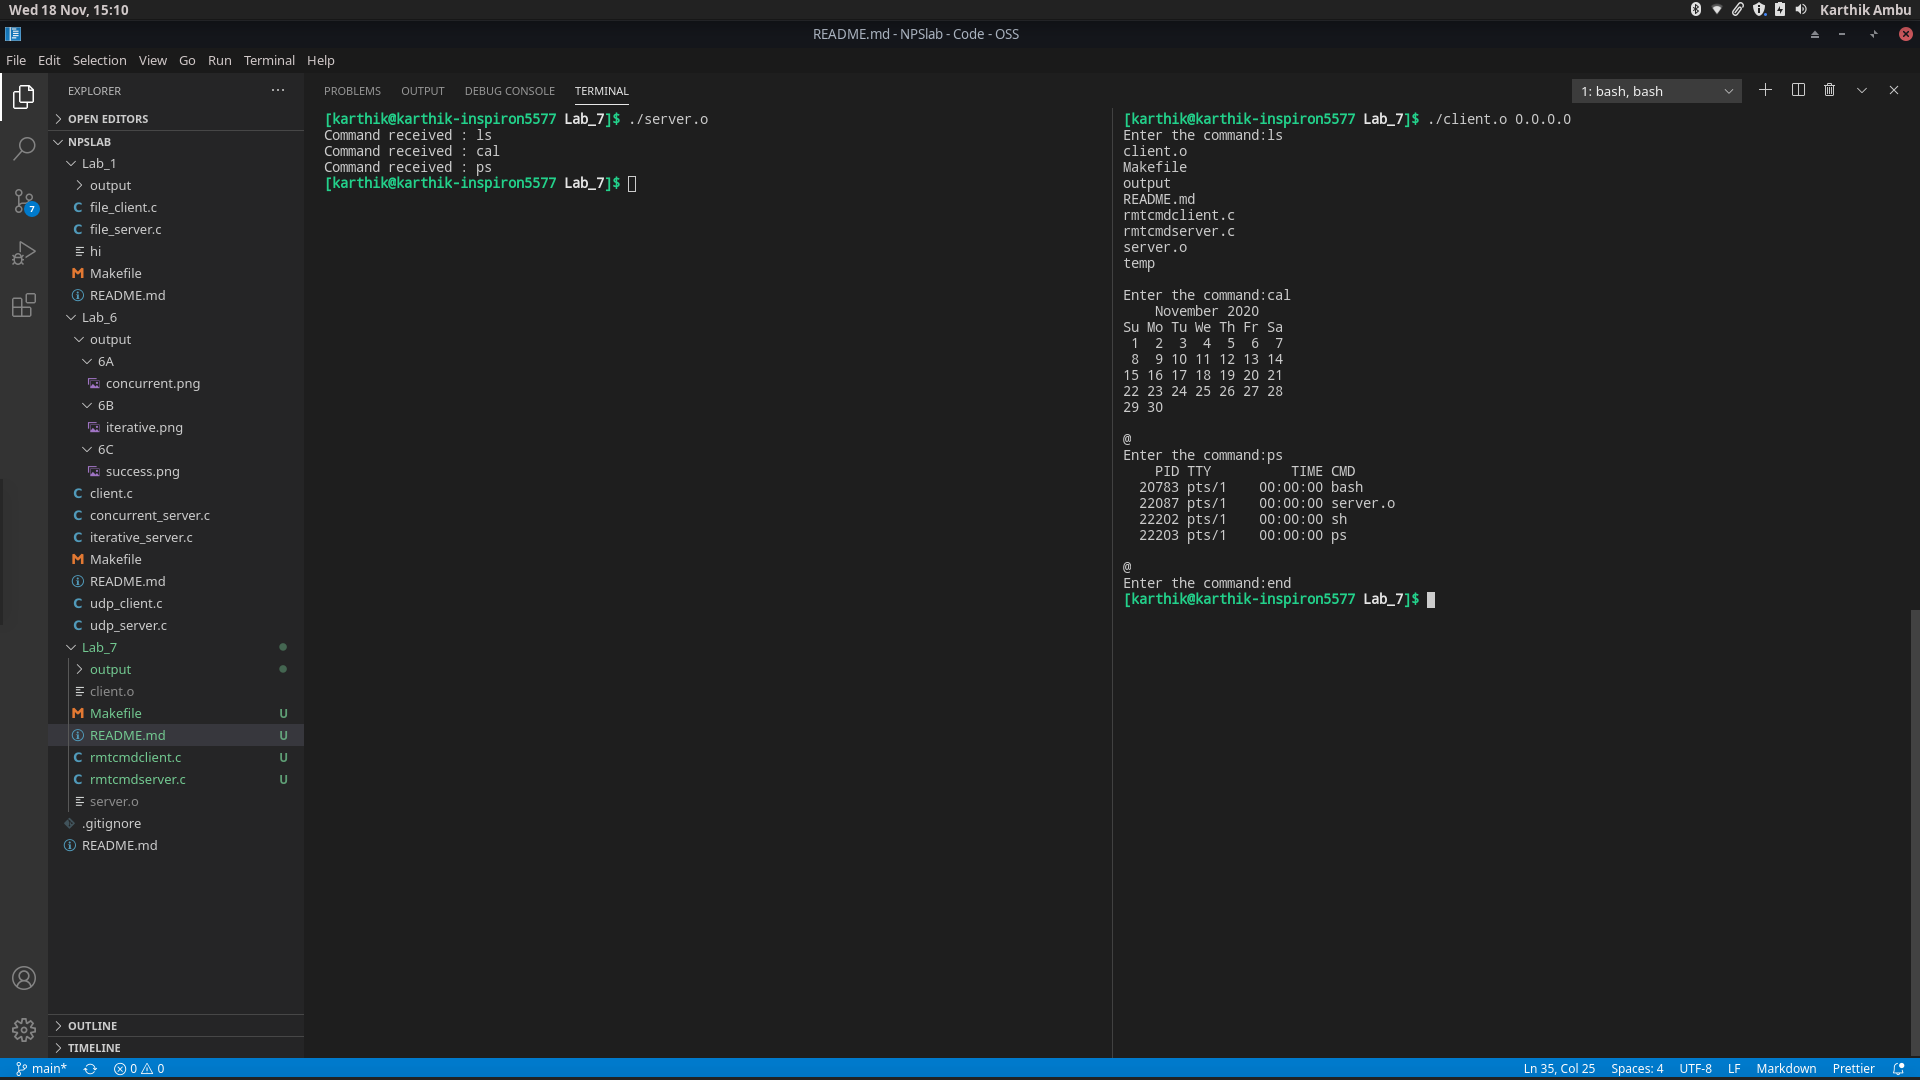 Wed 18 Nov, 15:10
Karthik Ambu
README.md - NPSlab - Code - OSS
File Edit Selection View Go Run Terminal Help
EXPLORER ···
OPEN EDITORS
NPSLAB
Lab_1
output
C file_client.c
C file_server.c
hi
M Makefile
README.md
Lab_6
output
6A
concurrent.png
6B
iterative.png
6C
success.png
C client.c
C concurrent_server.c
C iterative_server.c
M Makefile
README.md
C udp_client.c
C udp_server.c
Lab_7
output
client.o
M Makefile U
README.md U
C rmtcmdclient.c U
C rmtcmdserver.c U
server.o
.gitignore
README.md
OUTLINE
TIMELINE
7
PROBLEMS OUTPUT DEBUG CONSOLE TERMINAL
1: bash, bash
[karthik@karthik-inspiron5577 Lab_7]$ ./server.o
Command received : ls
Command received : cal
Command received : ps
[karthik@karthik-inspiron5577 Lab_7]$
[karthik@karthik-inspiron5577 Lab_7]$ ./client.o 0.0.0.0
Enter the command:ls
client.o
Makefile
output
README.md
rmtcmdclient.c
rmtcmdserver.c
server.o
temp
Enter the command:cal
November 2020
Su Mo Tu We Th Fr Sa
1 2 3 4 5 6 7
8 9 10 11 12 13 14
15 16 17 18 19 20 21
22 23 24 25 26 27 28
29 30
@
Enter the command:ps
PID TTY TIME CMD
20783 pts/1 00:00:00 bash
22087 pts/1 00:00:00 server.o
22202 pts/1 00:00:00 sh
22203 pts/1 00:00:00 ps
@
Enter the command:end
[karthik@karthik-inspiron5577 Lab_7]$
main* 0 0
Ln 35, Col 25 Spaces: 4 UTF-8 LF Markdown Prettier